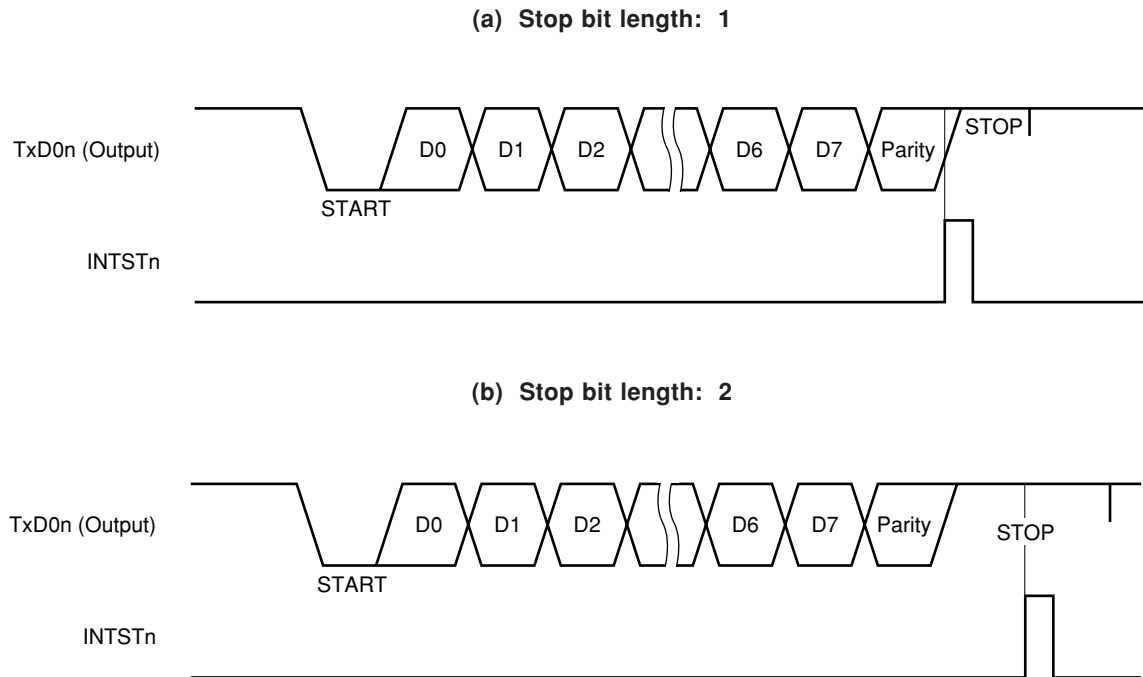 (a) Stop bit length: 1
TxD0n (Output)
D0 D1 D2 D6 D7 Parity STOP
START
INTSTn
(b) Stop bit length: 2
TxD0n (Output)
D0 D1 D2 D6 D7 Parity STOP
START
INTSTn